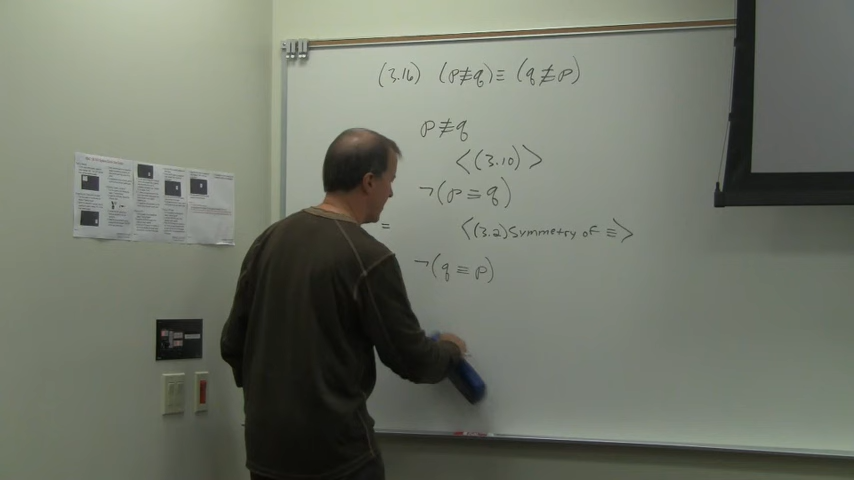 (3.16) (p≢q) ≡ (q≢p)
p≢q
<(3.10)>
¬(p ≡ q)
= <(3.2) Symmetry of ≡>
¬(q ≡ p)